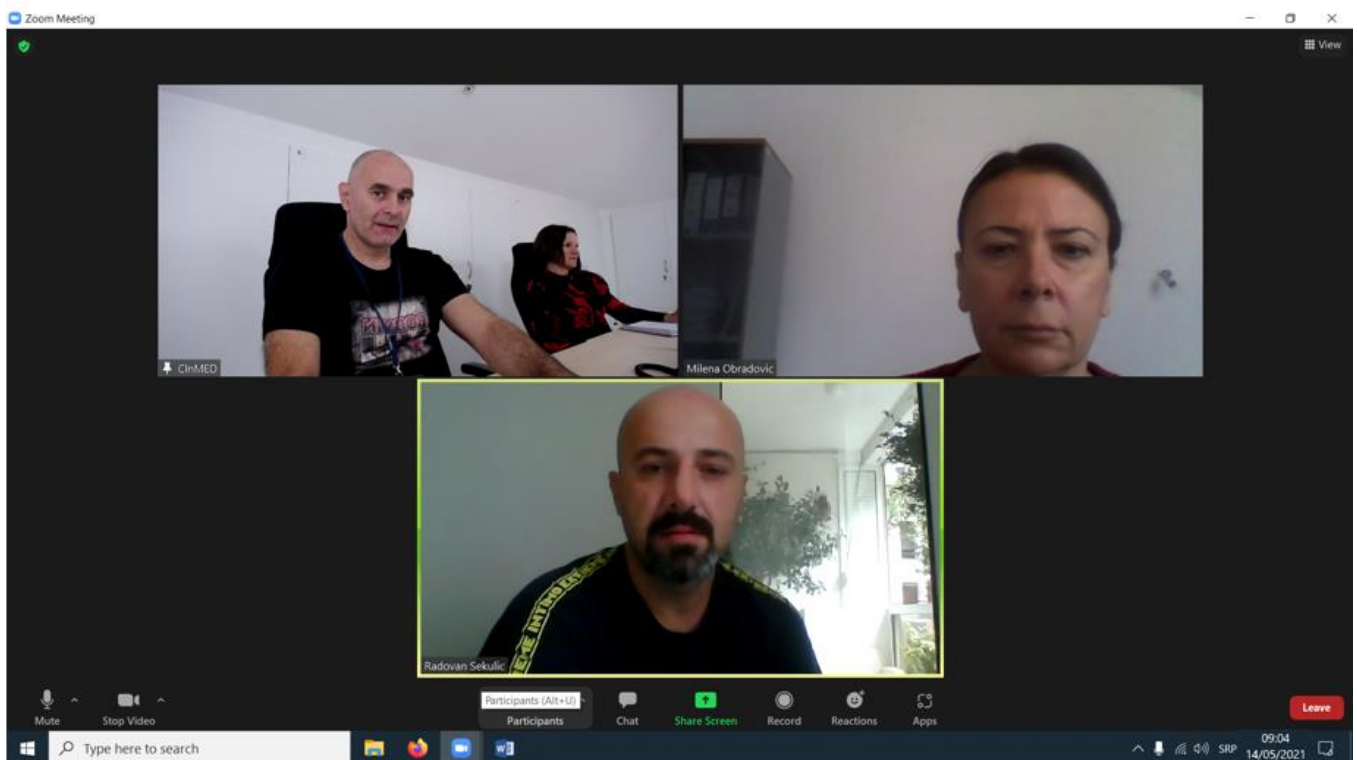 Zoom Meeting
View
CInMED
Milena Obradovic
Radovan Sekulic
Participants (Alt+U)
Mute
Stop Video
Participants
Chat
Share Screen
Record
Reactions
Apps
Leave
Type here to search
SRP
09:04
14/05/2021